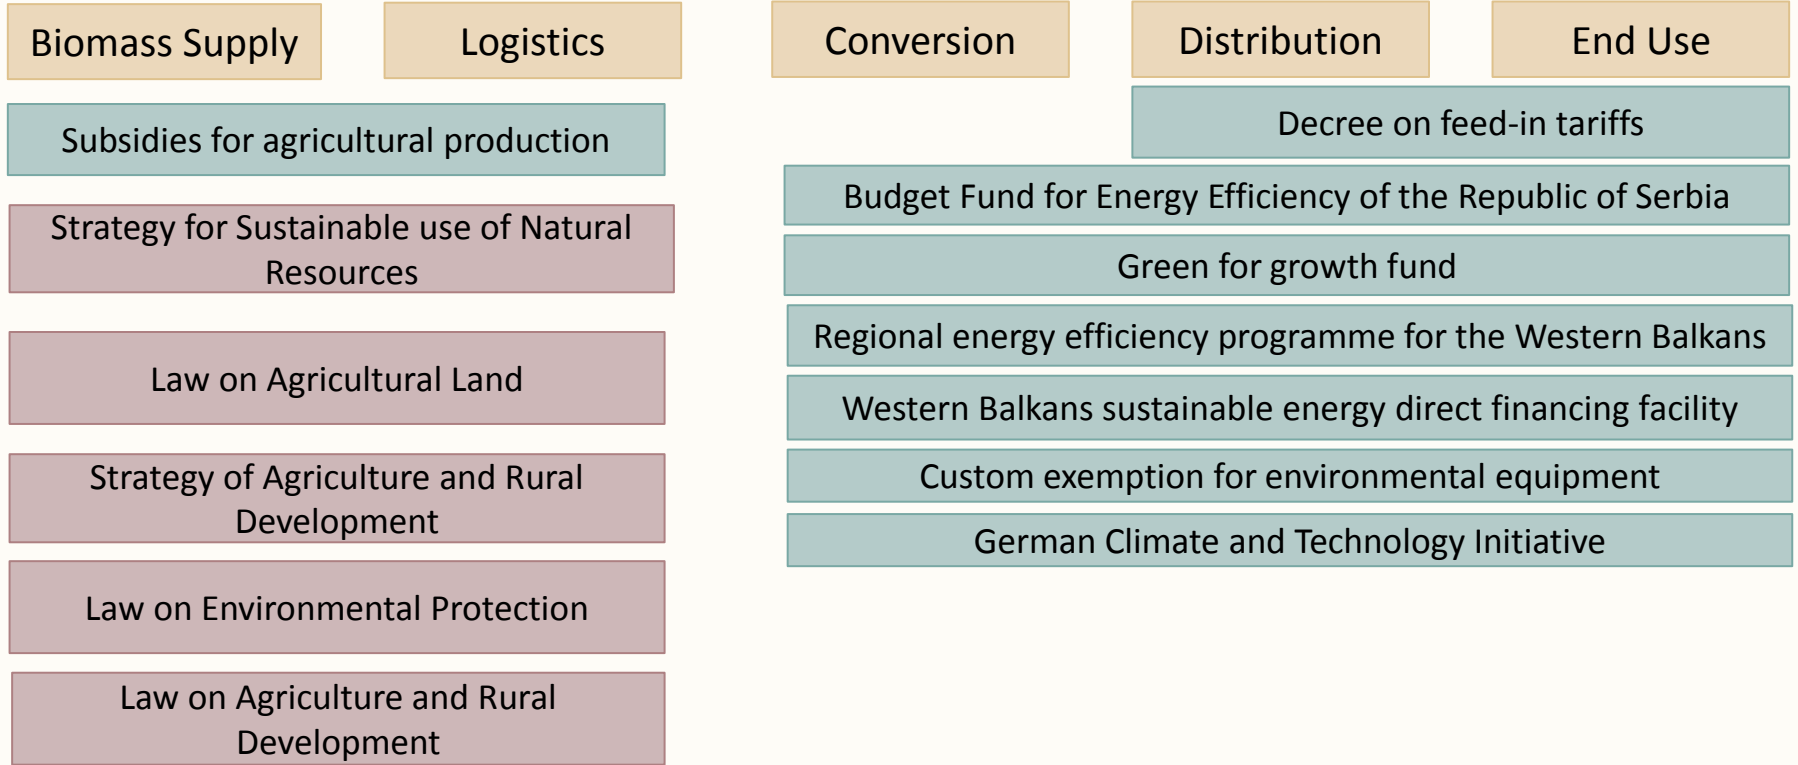 Biomass Supply
Logistics
Conversion
Distribution
End Use
Subsidies for agricultural production
Strategy for Sustainable use of Natural
Resources
Law on Agricultural Land
Strategy of Agriculture and Rural
Development
Law on Environmental Protection
Law on Agriculture and Rural
Development
Decree on feed-in tariffs
Budget Fund for Energy Efficiency of the Republic of Serbia
Green for growth fund
Regional energy efficiency programme for the Western Balkans
Western Balkans sustainable energy direct financing facility
Custom exemption for environmental equipment
German Climate and Technology Initiative